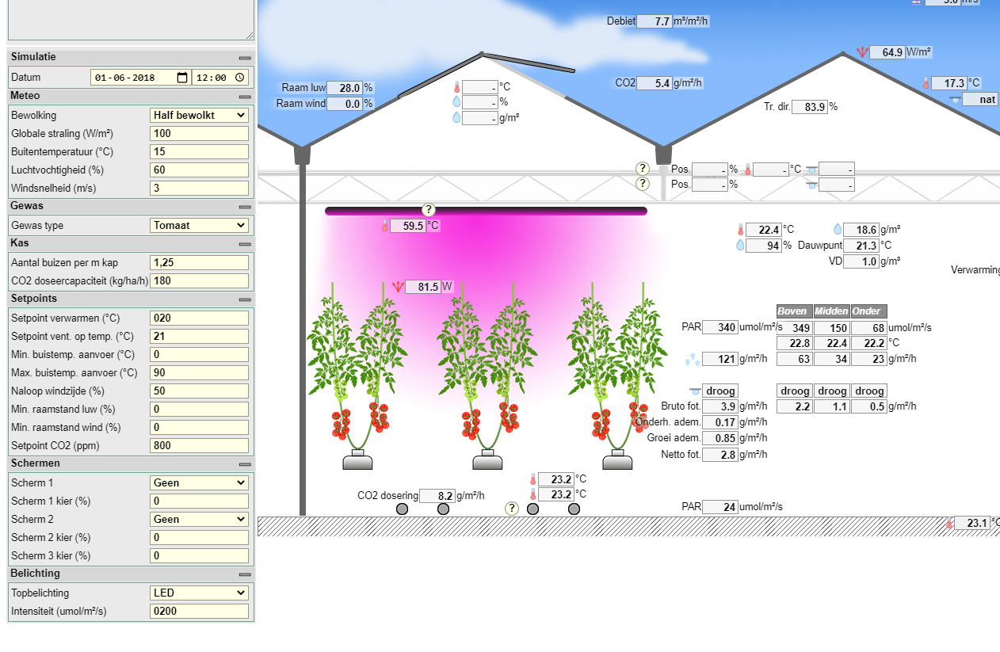 Simulatie
Datum 01-06-2018 12:00
Meteo
Bewolking Half bewolkt
Globale straling (W/m²) 100
Buitentemperatuur (°C) 15
Luchtvochtigheid (%) 60
Windsnelheid (m/s) 3
Gewas
Gewas type Tomaat
Kas
Aantal buizen per m kap 1,25
CO2 doseercapaciteit (kg/ha/h) 180
Setpoints
Setpoint verwarmen (°C) 020
Setpoint vent. op temp. (°C) 21
Min. buistemp. aanvoer (°C) 0
Max. buistemp. aanvoer (°C) 90
Naloop windzijde (%) 50
Min. raamstand luw (%) 0
Min. raamstand wind (%) 0
Setpoint CO2 (ppm) 800
Schermen
Scherm 1 Geen
Scherm 1 kier (%) 0
Scherm 2 Geen
Scherm 2 kier (%) 0
Scherm 3 kier (%) 0
Belichting
Topbelichting LED
Intensiteit (umol/m²/s) 0200
Debiet 7.7 m³/m²/h
64.9 W/m²
Raam luw 28.0 %
Raam wind 0.0 %
- °C
- %
- g/m³
CO2 5.4 g/m²/h
17.3 °C
nat
Tr. dir. 83.9 %
? Pos. - % - °C -
? Pos. - % -
?
59.5 °C
22.4 °C 18.6 g/m³
94 % Dauwpunt 21.3 °C
VD 1.0 g/m³
Verwarming
81.5 W
Boven Midden Onder
PAR 340 umol/m²/s 349 150 68 umol/m²/s
22.8 22.4 22.2 °C
121 g/m²/h 63 34 23 g/m²/h
droog droog droog droog
Bruto fot. 3.9 g/m²/h 2.2 1.1 0.5 g/m²/h
Onderh. adem. 0.17 g/m²/h
Groei adem. 0.85 g/m²/h
Netto fot. 2.8 g/m²/h
23.2 °C
CO2 dosering 8.2 g/m²/h 23.2 °C
? PAR 24 umol/m²/s
23.1 °C